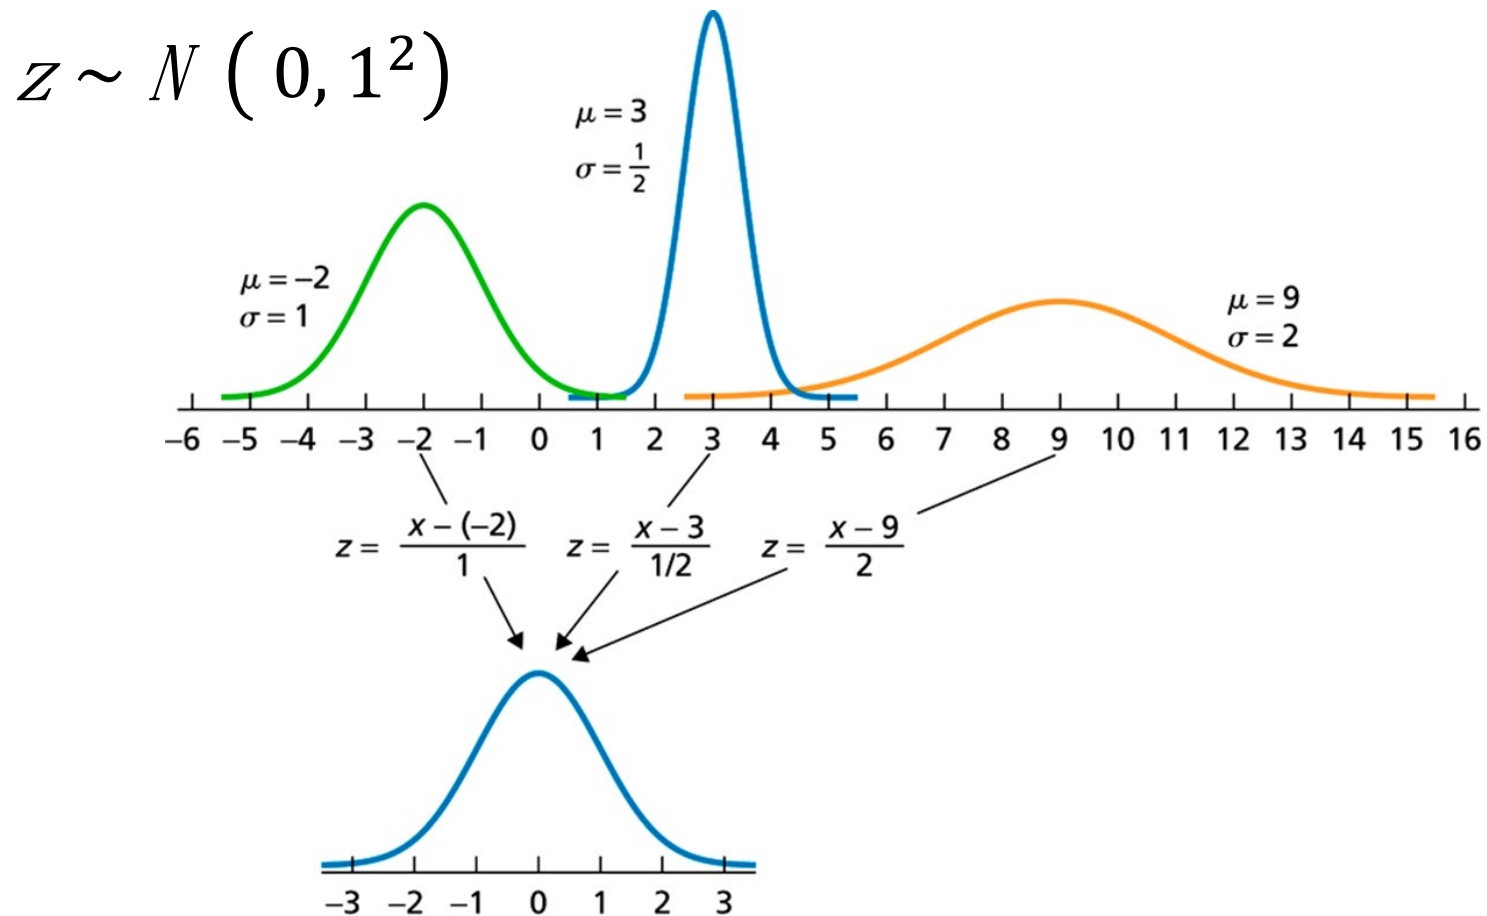 z ~ N ( 0, 1²)
μ = 3
σ = 1/2
μ = –2
σ = 1
μ = 9
σ = 2
–6 –5 –4 –3 –2 –1 0 1 2 3 4 5 6 7 8 9 10 11 12 13 14 15 16
z = x – (–2) / 1
z = x – 3 / 1/2
z = x – 9 / 2
–3 –2 –1 0 1 2 3